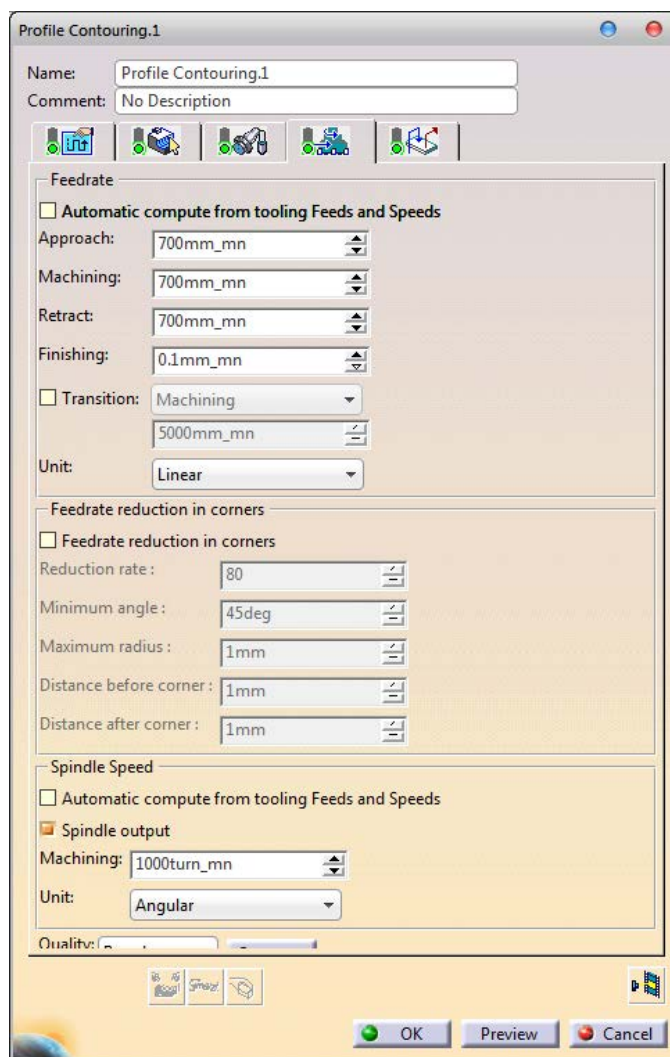 Profile Contouring.1
Name: Profile Contouring.1
Comment: No Description
Feedrate
Automatic compute from tooling Feeds and Speeds
Approach: 700mm_mn
Machining: 700mm_mn
Retract: 700mm_mn
Finishing: 0.1mm_mn
Transition: Machining
5000mm_mn
Unit: Linear
Feedrate reduction in corners
Feedrate reduction in corners
Reduction rate : 80
Minimum angle : 45deg
Maximum radius : 1mm
Distance before corner : 1mm
Distance after corner : 1mm
Spindle Speed
Automatic compute from tooling Feeds and Speeds
Spindle output
Machining: 1000turn_mn
Unit: Angular
Quality:
OK Preview Cancel